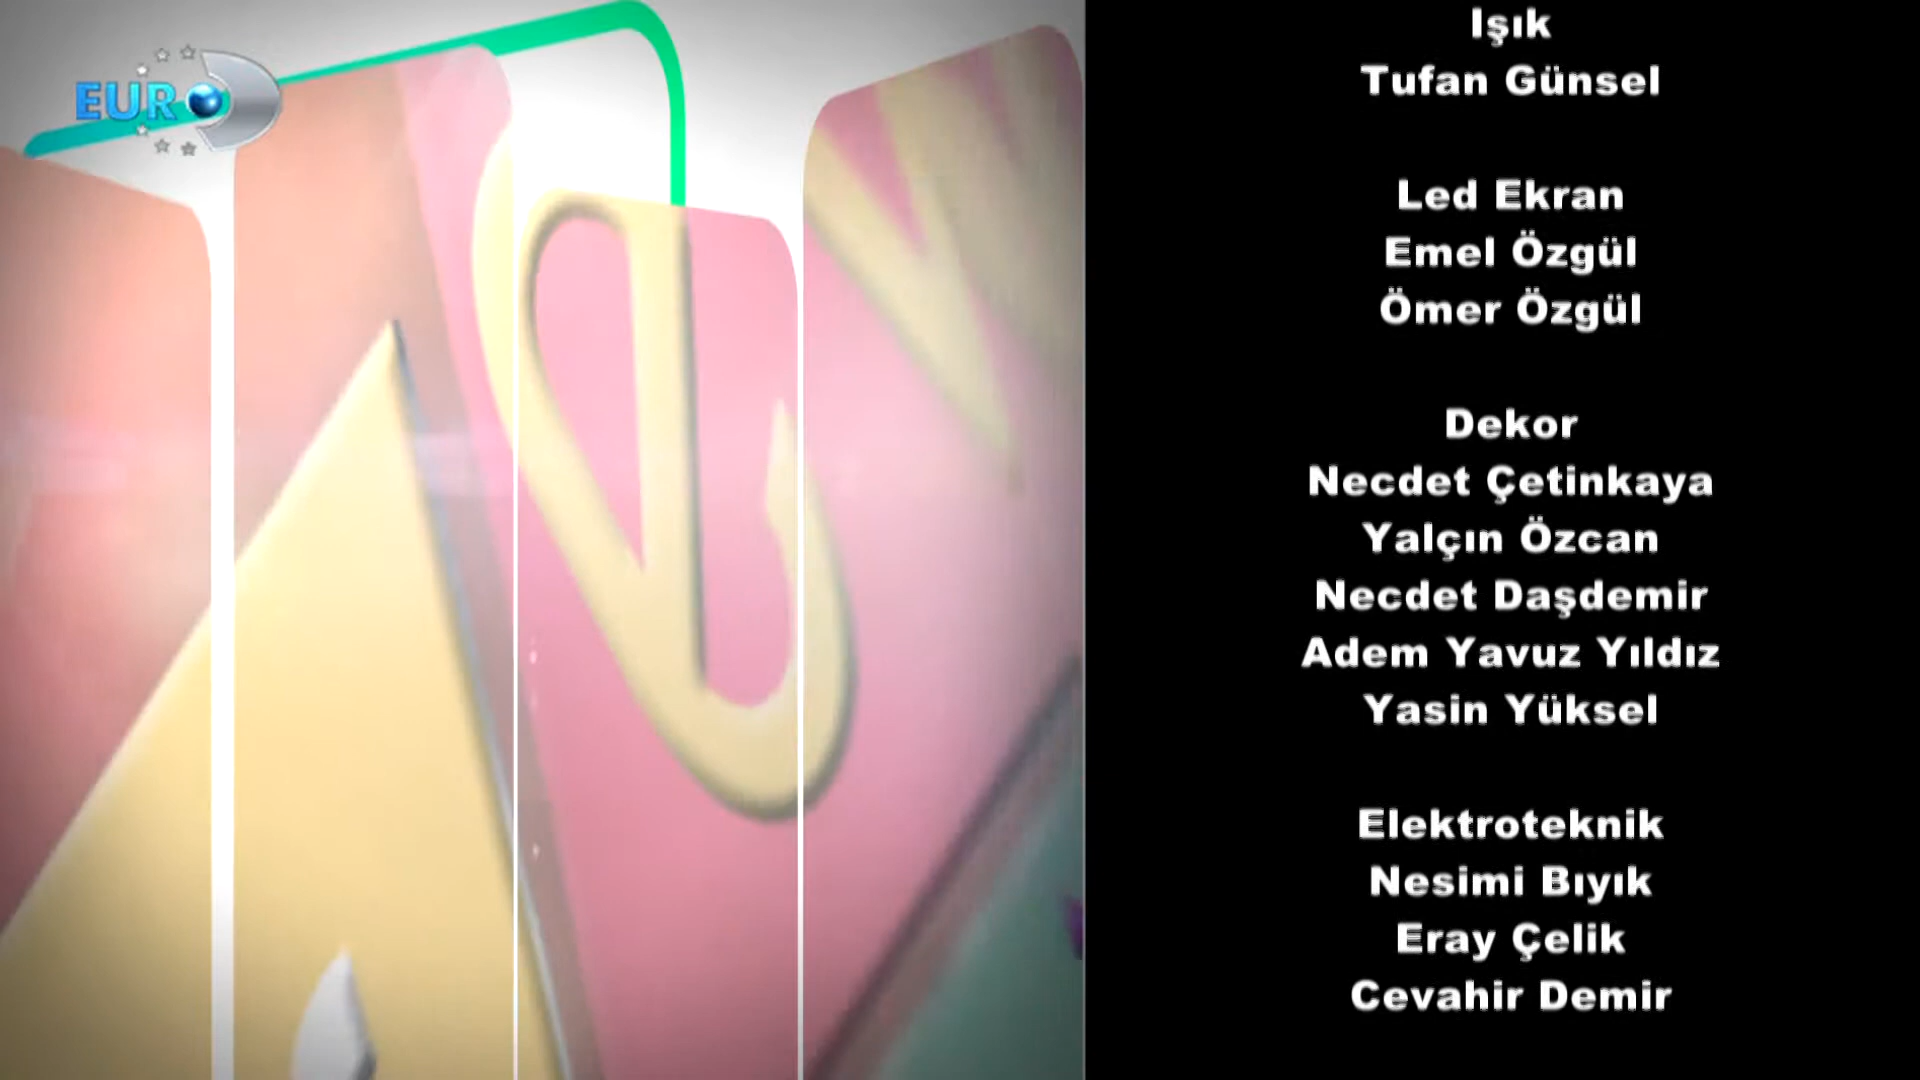 EURO D
Işık
Tufan Günsel
Led Ekran
Emel Özgül
Ömer Özgül
Dekor
Necdet Çetinkaya
Yalçın Özcan
Necdet Daşdemir
Adem Yavuz Yıldız
Yasin Yüksel
Elektroteknik
Nesimi Bıyık
Eray Çelik
Cevahir Demir